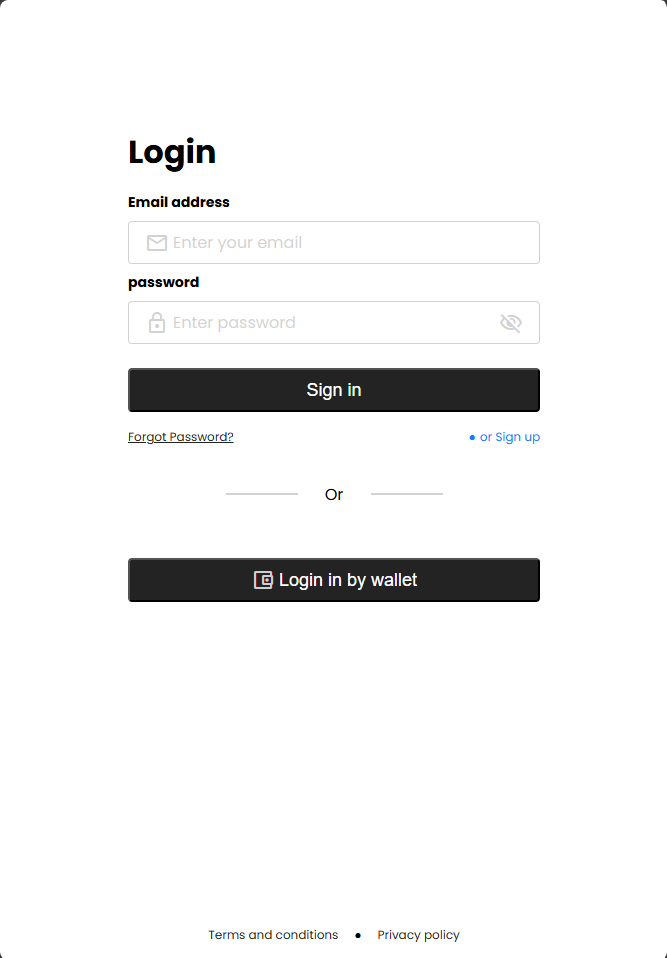 Login
Email address
Enter your email
password
Enter password
Sign in
Forgot Password? ● or Sign up
Or
Login in by wallet
Terms and conditions ● Privacy policy